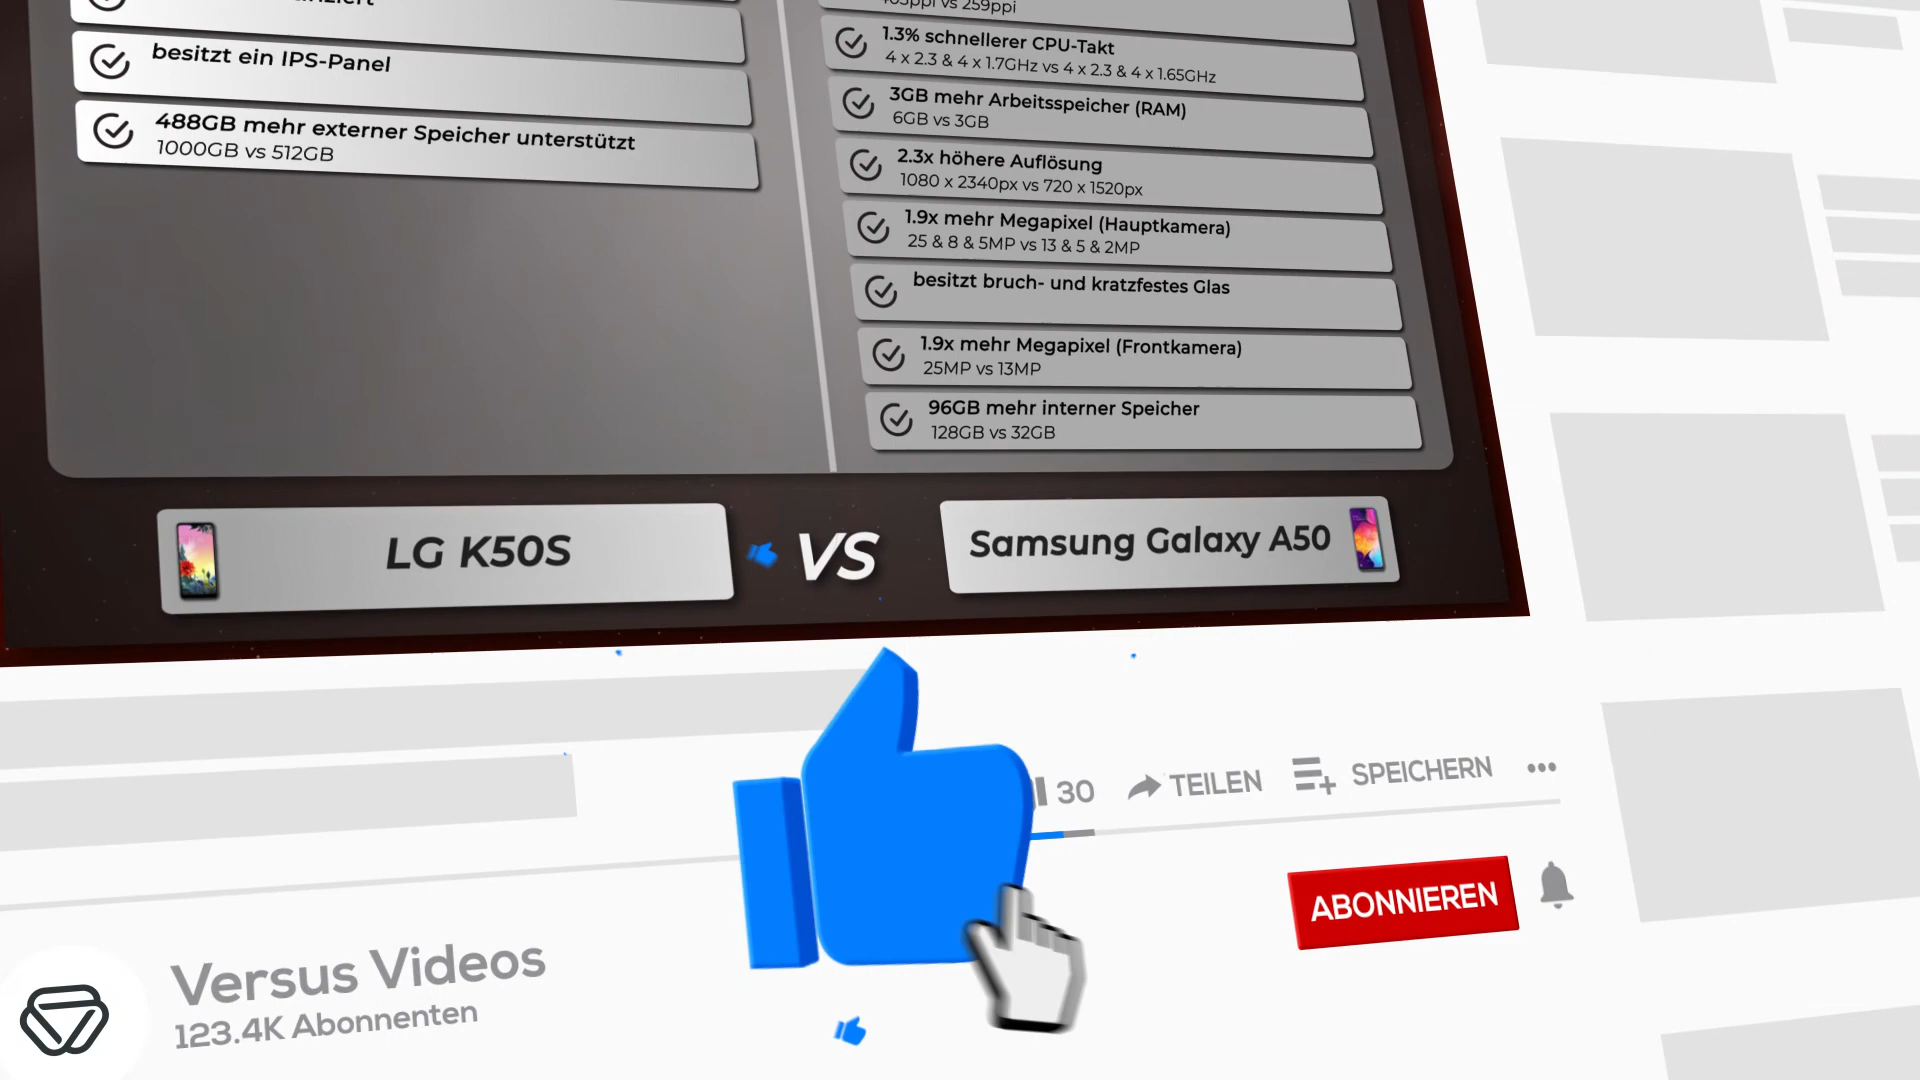 besitzt ein IPS-Panel
488GB mehr externer Speicher unterstützt
1000GB vs 512GB
403ppi vs 259ppi
1.3% schnellerer CPU-Takt
4 x 2.3 & 4 x 1.7GHz vs 4 x 2.3 & 4 x 1.65GHz
3GB mehr Arbeitsspeicher (RAM)
6GB vs 3GB
2.3x höhere Auflösung
1080 x 2340px vs 720 x 1520px
1.9x mehr Megapixel (Hauptkamera)
25 & 8 & 5MP vs 13 & 5 & 2MP
besitzt bruch- und kratzfestes Glas
1.9x mehr Megapixel (Frontkamera)
25MP vs 13MP
96GB mehr interner Speicher
128GB vs 32GB
LG K50S
VS
Samsung Galaxy A50
30
TEILEN
SPEICHERN
ABONNIEREN
Versus Videos
123.4K Abonnenten